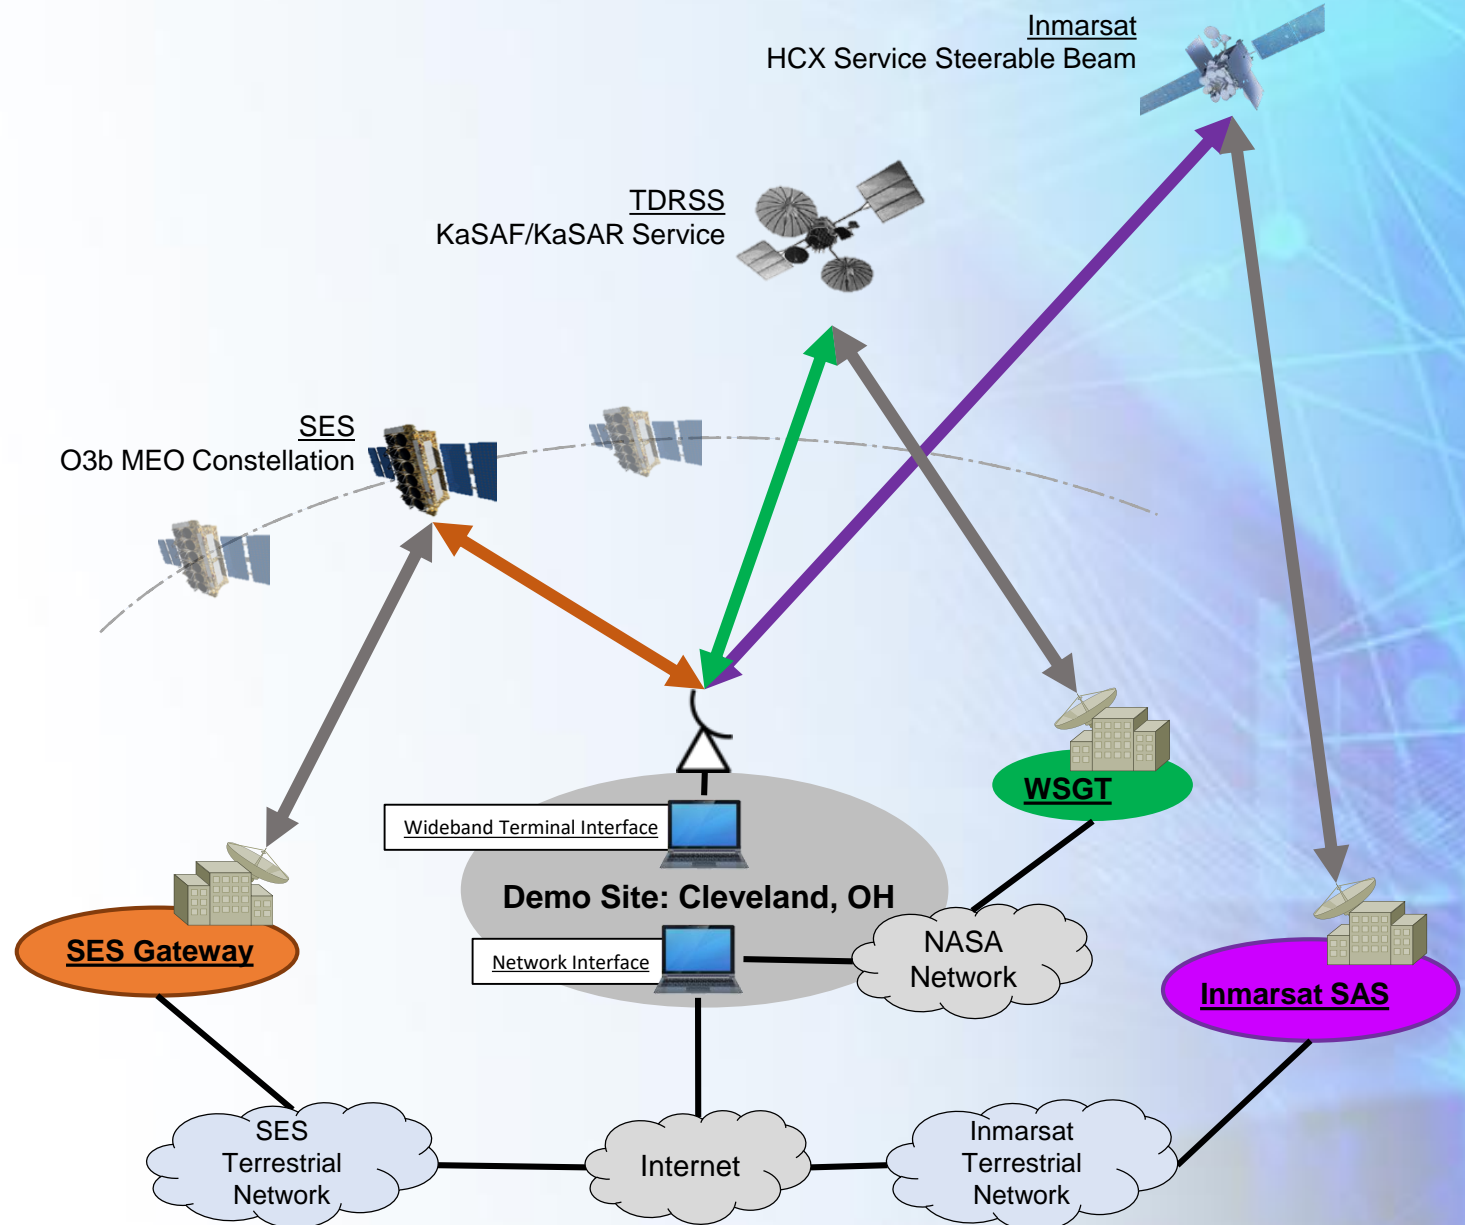 Inmarsat
HCX Service Steerable Beam
TDRSS
KaSAF/KaSAR Service
SES
O3b MEO Constellation
WSGT
Wideband Terminal Interface
Demo Site: Cleveland, OH
SES Gateway
Network Interface
NASA
Network
Inmarsat SAS
SES
Terrestrial
Network
Internet
Inmarsat
Terrestrial
Network